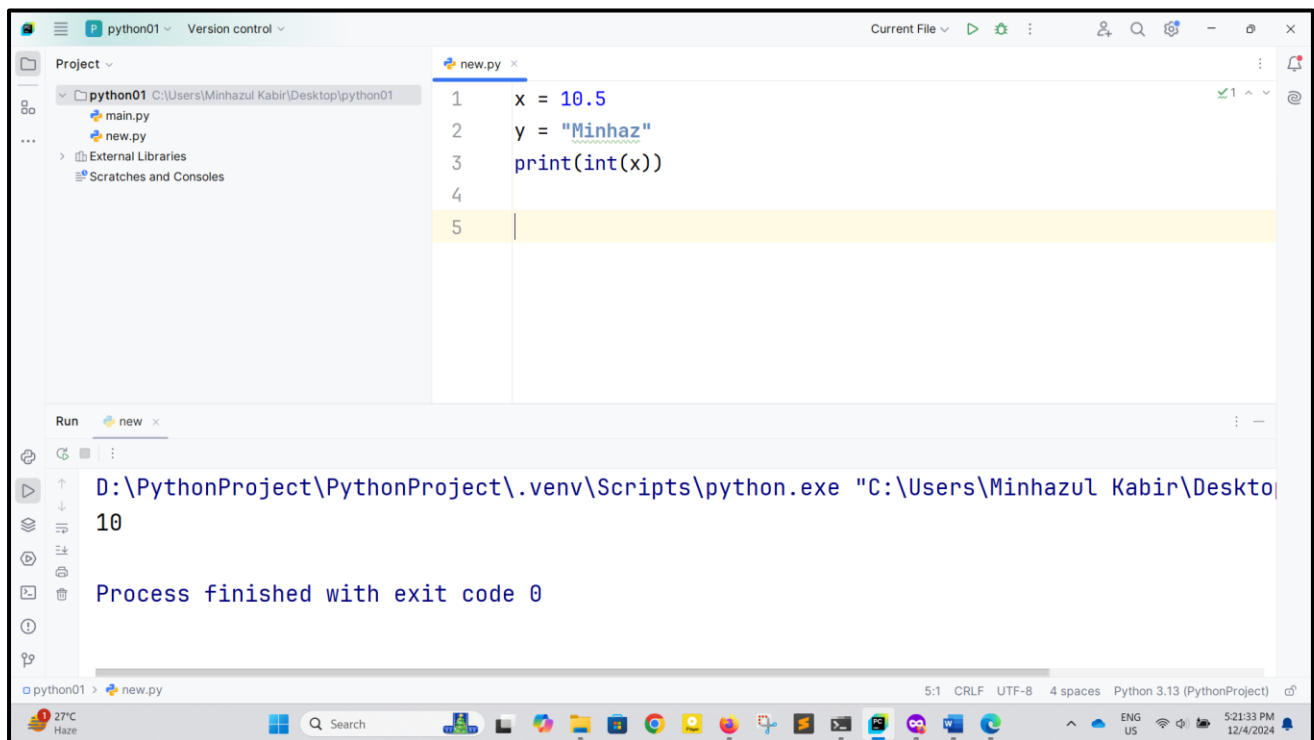 P python01 Version control Current File
Project
new.py
python01 C:\Users\Minhazul Kabir\Desktop\python01
main.py
new.py
External Libraries
Scratches and Consoles
1 x = 10.5
1
2 y = "Minhaz"
3 print(int(x))
4
5
Run new
D:\PythonProject\PythonProject\.venv\Scripts\python.exe "C:\Users\Minhazul Kabir\Deskto
10
Process finished with exit code 0
python01 > new.py 5:1 CRLF UTF-8 4 spaces Python 3.13 (PythonProject)
1 27°C
Haze
Search
ENG
US
5:21:33 PM
12/4/2024